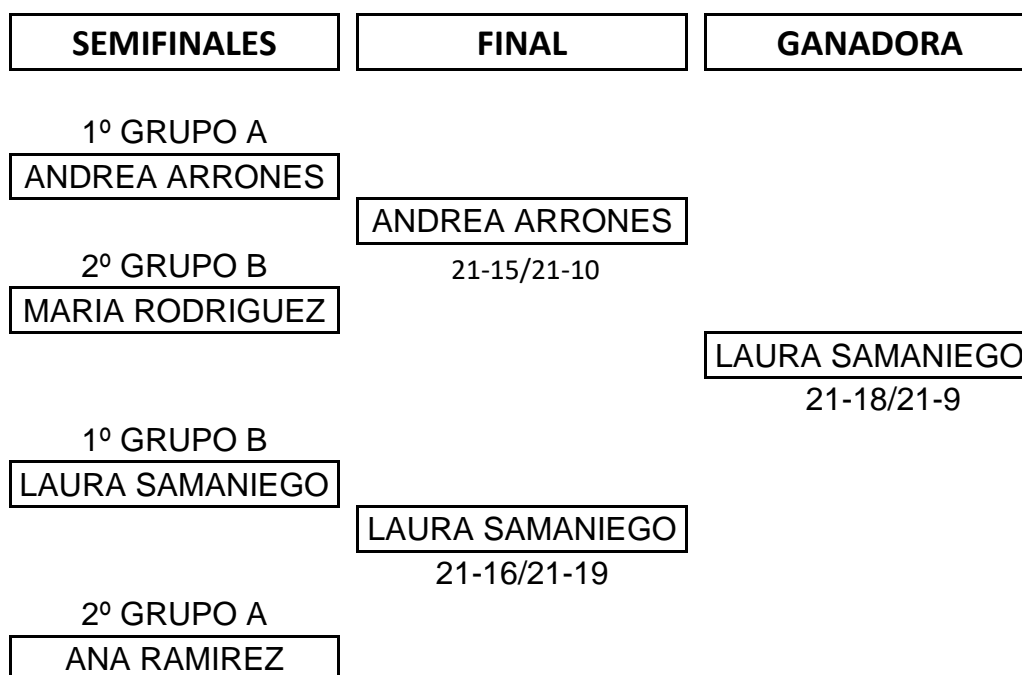 SEMIFINALES
FINAL
GANADORA
1º GRUPO A
ANDREA ARRONES
ANDREA ARRONES
2º GRUPO B
21-15/21-10
MARIA RODRIGUEZ
LAURA SAMANIEGO
21-18/21-9
1º GRUPO B
LAURA SAMANIEGO
LAURA SAMANIEGO
21-16/21-19
2º GRUPO A
ANA RAMIREZ